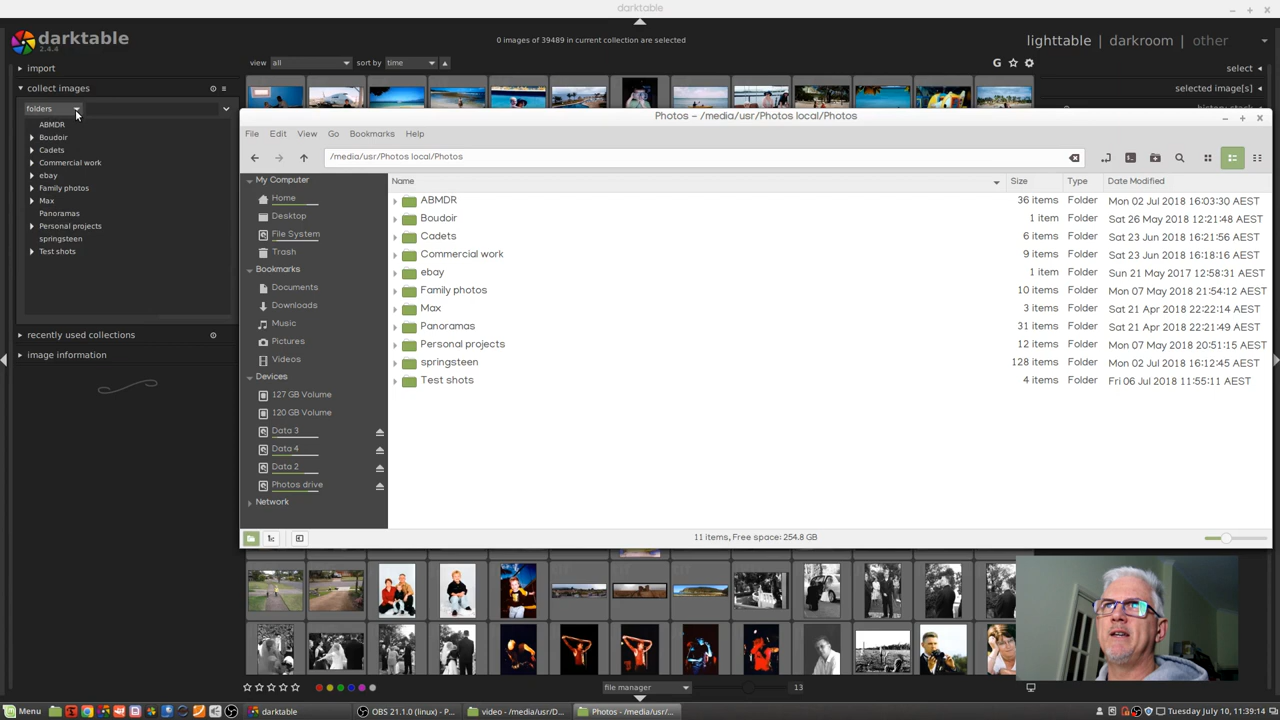 darktable
darktable
2.4.4
0 images of 39489 in current collection are selected
lighttable | darkroom | other
import
view all sort by time
G
select
collect images
selected image[s]
folders
ABMDR
Boudoir
Cadets
Commercial work
ebay
Family photos
Max
Panoramas
Personal projects
springsteen
Test shots
recently used collections
image information
Photos – /media/usr/Photos local/Photos
File Edit View Go Bookmarks Help
/media/usr/Photos local/Photos
My Computer
Home
Desktop
File System
Trash
Bookmarks
Documents
Downloads
Music
Pictures
Videos
Devices
127 GB Volume
120 GB Volume
Data 3
Data 4
Data 2
Photos drive
Network
Name Size Type Date Modified
ABMDR 36 items Folder Mon 02 Jul 2018 16:03:30 AEST
Boudoir 1 item Folder Sat 26 May 2018 12:21:48 AEST
Cadets 6 items Folder Sat 23 Jun 2018 16:21:56 AEST
Commercial work 9 items Folder Sat 23 Jun 2018 16:18:16 AEST
ebay 1 item Folder Sun 21 May 2017 12:58:31 AEST
Family photos 10 items Folder Mon 07 May 2018 21:54:12 AEST
Max 3 items Folder Sat 21 Apr 2018 22:22:14 AEST
Panoramas 31 items Folder Sat 21 Apr 2018 22:21:49 AEST
Personal projects 12 items Folder Mon 07 May 2018 20:51:15 AEST
springsteen 128 items Folder Mon 02 Jul 2018 16:12:45 AEST
Test shots 4 items Folder Fri 06 Jul 2018 11:55:11 AEST
11 items, Free space: 254.8 GB
file manager 13
Menu
darktable
OBS 21.1.0 (linux) - P...
video - /media/usr/D...
Photos - /media/usr/...
Tuesday July 10, 11:39:14